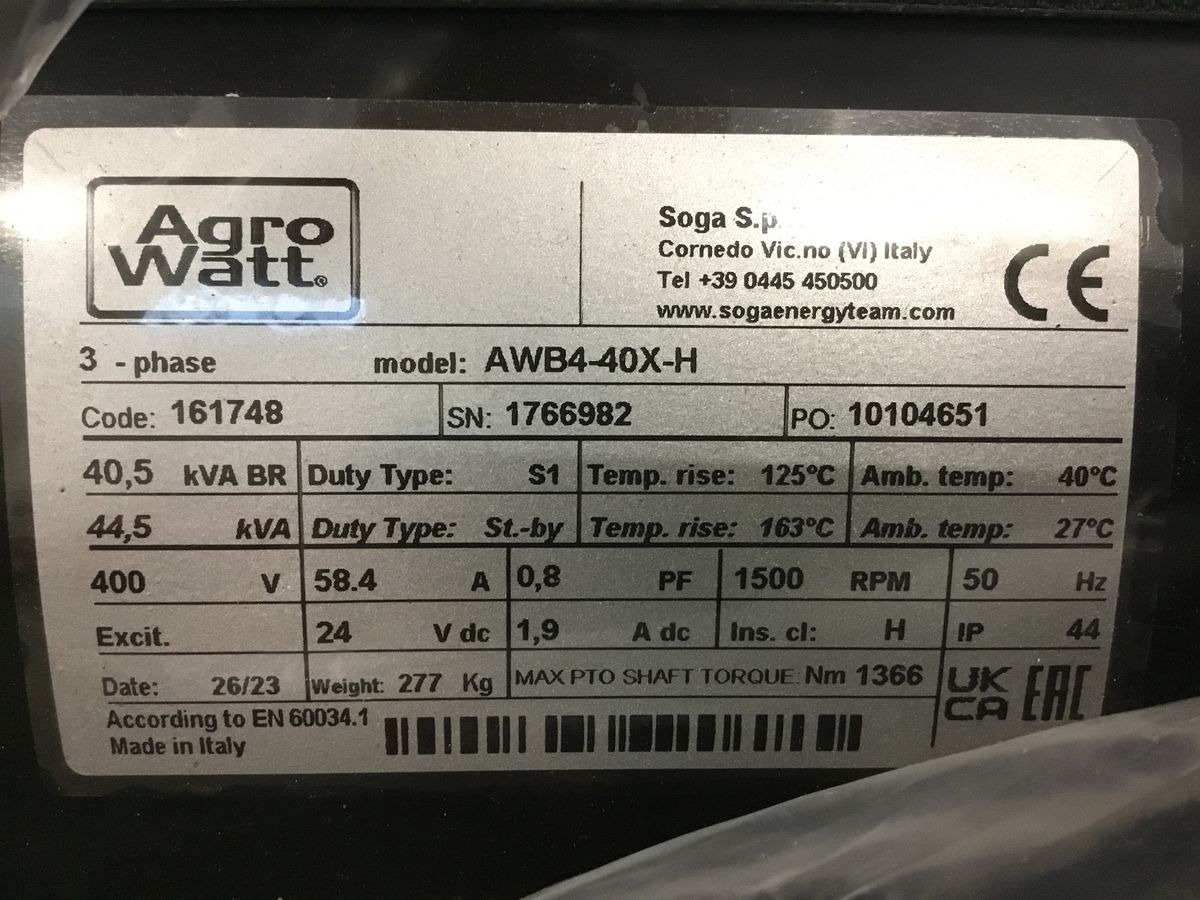 Agro
Watt®
Soga S.p.
Cornedo Vic.no (VI) Italy
Tel +39 0445 450500
www.sogaenergyteam.com
CE
3 - phase model: AWB4-40X-H
Code: 161748 SN: 1766982 PO: 10104651
40,5 kVA BR Duty Type: S1 Temp. rise: 125°C Amb. temp: 40°C
44,5 kVA Duty Type: St.-by Temp. rise: 163°C Amb. temp: 27°C
400 V 58.4 A 0,8 PF 1500 RPM 50 Hz
Excit. 24 V dc 1,9 A dc Ins. cl: H IP 44
Date: 26/23 Weight: 277 Kg MAX PTO SHAFT TORQUE: Nm 1366
UK
CA
EAC
According to EN 60034.1
Made in Italy